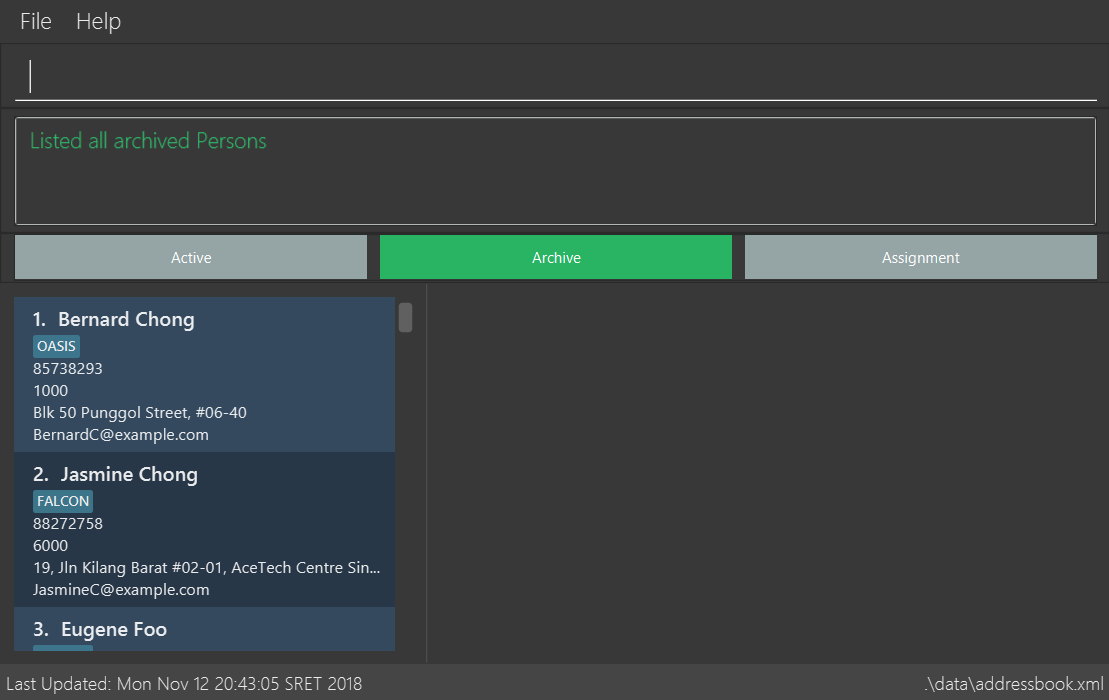 File Help
Listed all archived Persons
Active Archive Assignment
1. Bernard Chong
OASIS
85738293
1000
Blk 50 Punggol Street, #06-40
BernardC@example.com
2. Jasmine Chong
FALCON
88272758
6000
19, Jln Kilang Barat #02-01, AceTech Centre Sin...
JasmineC@example.com
3. Eugene Foo
Last Updated: Mon Nov 12 20:43:05 SRET 2018 .\data\addressbook.xml